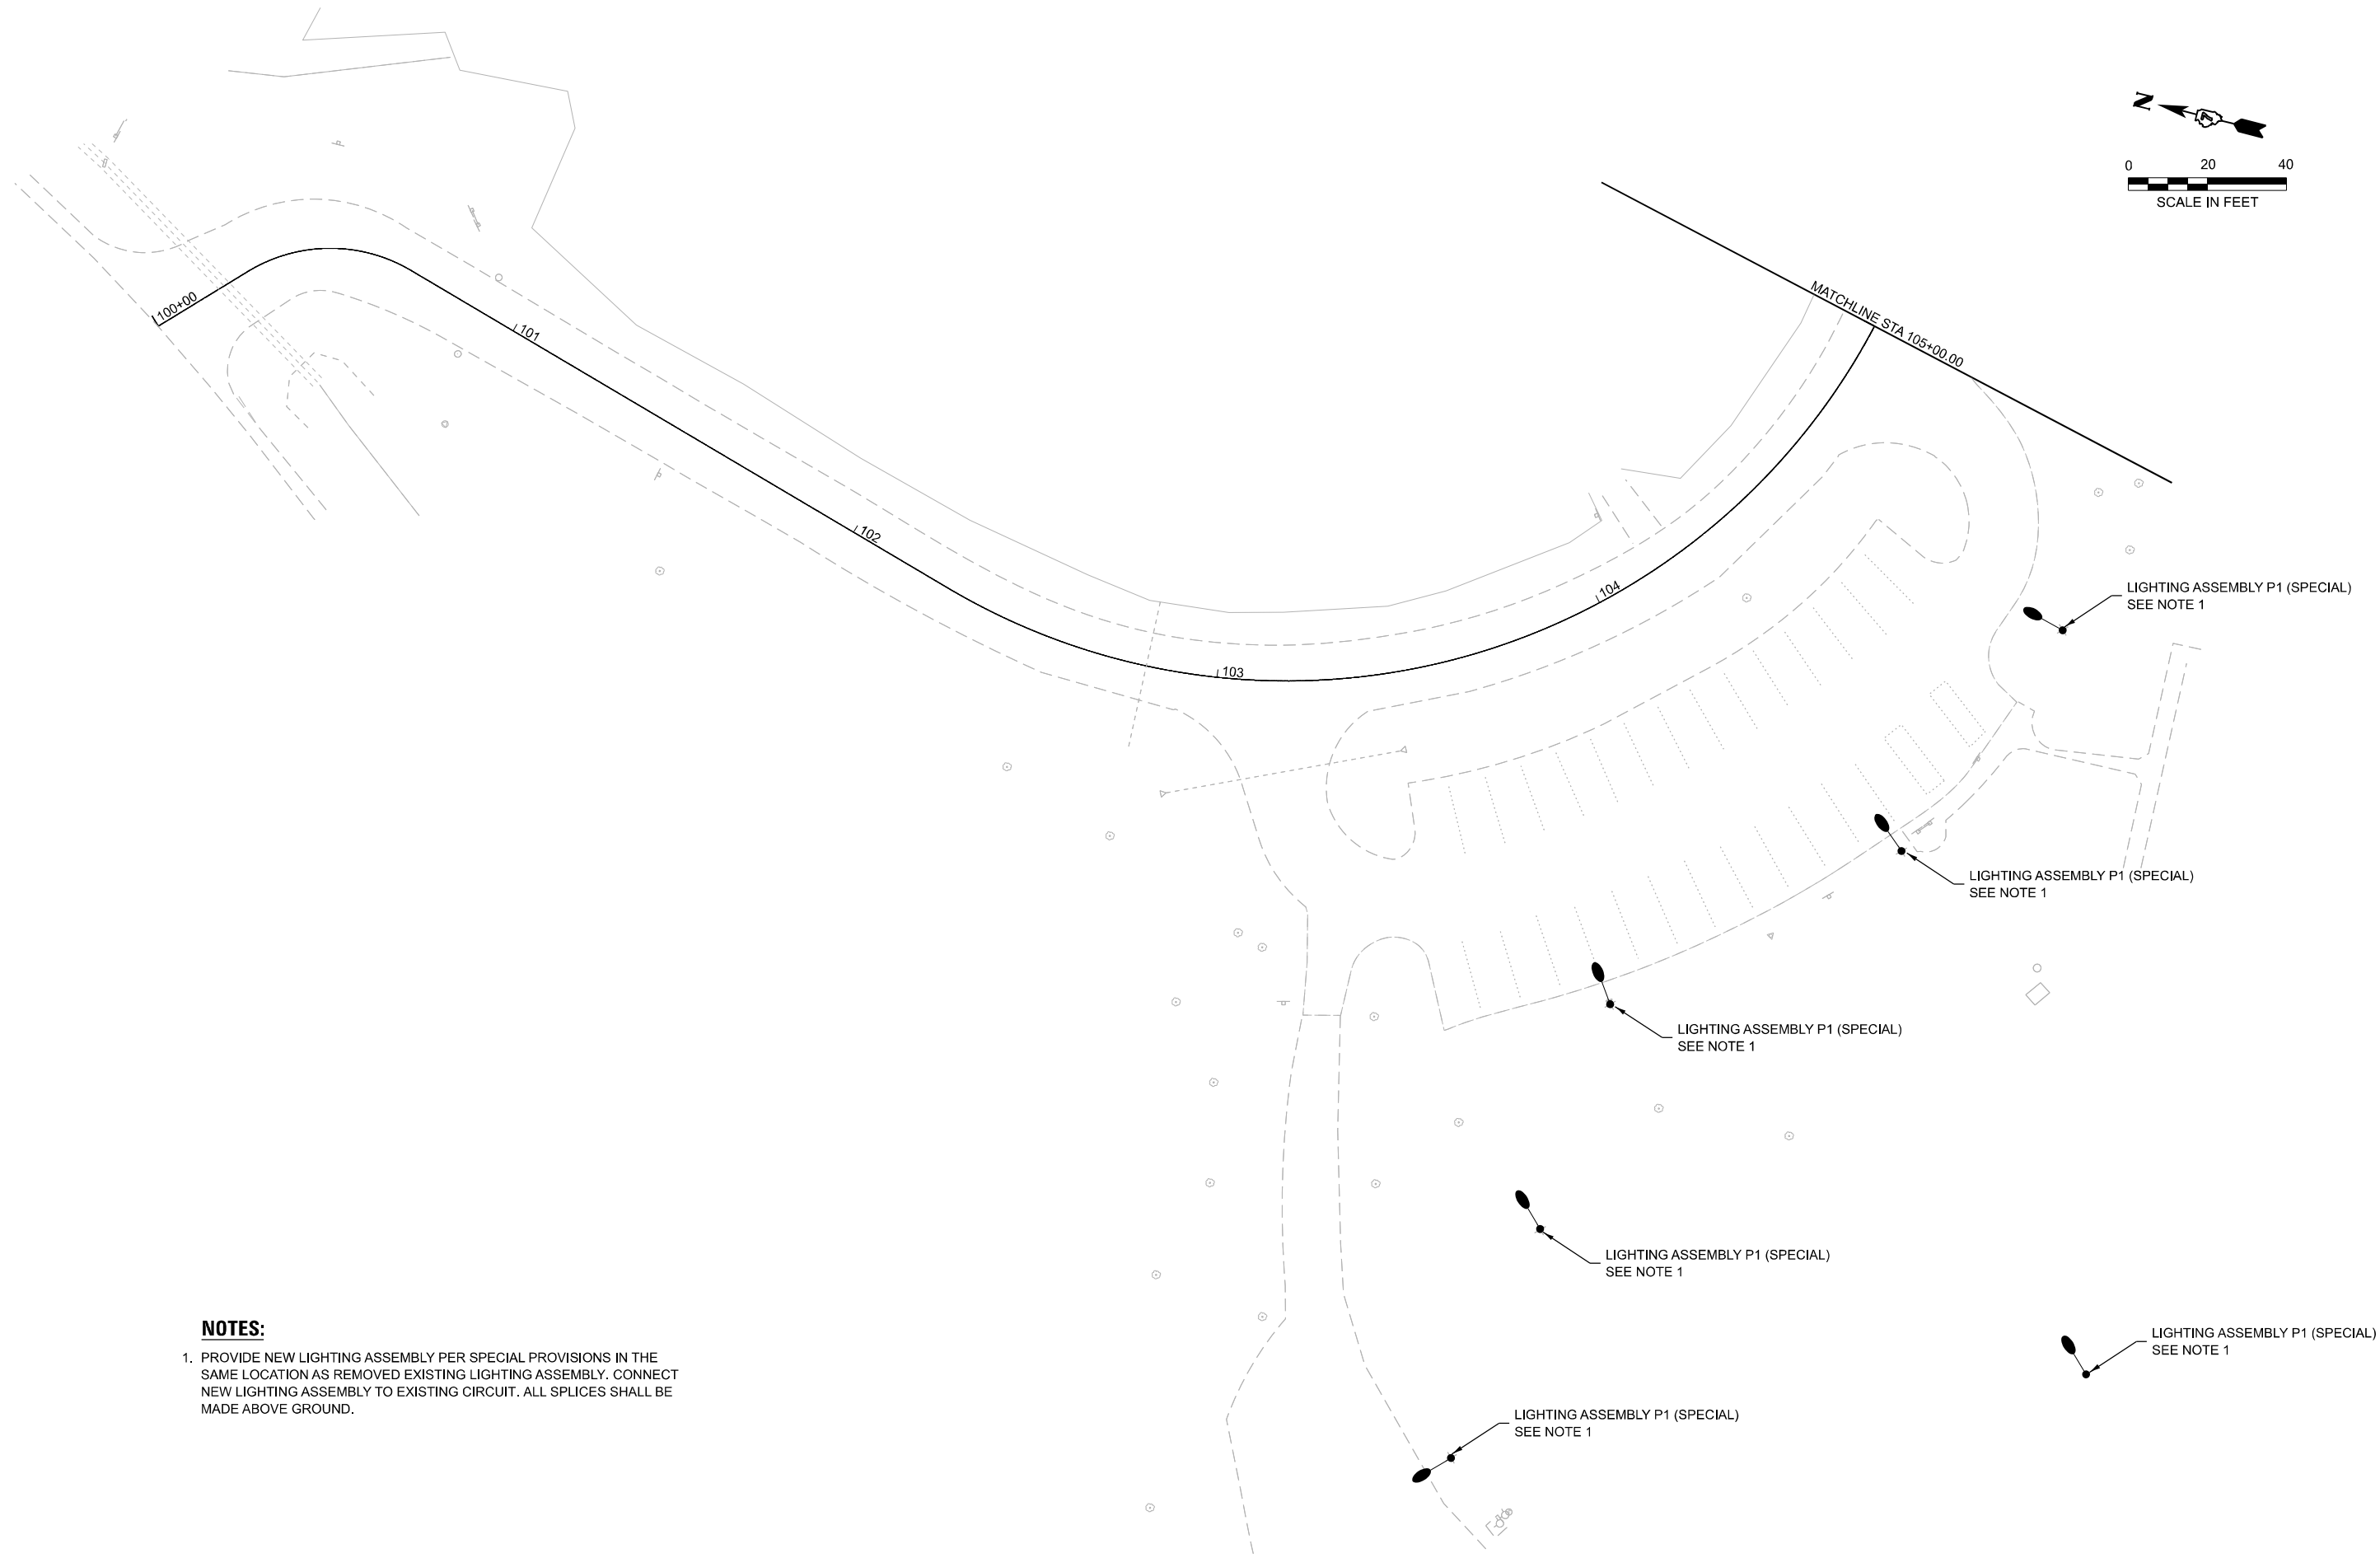 N
0 20 40
SCALE IN FEET
MATCHLINE STA 105+00.00
100+00
101
102
103
104
LIGHTING ASSEMBLY P1 (SPECIAL)
SEE NOTE 1
LIGHTING ASSEMBLY P1 (SPECIAL)
SEE NOTE 1
LIGHTING ASSEMBLY P1 (SPECIAL)
SEE NOTE 1
LIGHTING ASSEMBLY P1 (SPECIAL)
SEE NOTE 1
LIGHTING ASSEMBLY P1 (SPECIAL)
SEE NOTE 1
LIGHTING ASSEMBLY P1 (SPECIAL)
SEE NOTE 1
NOTES:
1. PROVIDE NEW LIGHTING ASSEMBLY PER SPECIAL PROVISIONS IN THE
SAME LOCATION AS REMOVED EXISTING LIGHTING ASSEMBLY. CONNECT
NEW LIGHTING ASSEMBLY TO EXISTING CIRCUIT. ALL SPLICES SHALL BE
MADE ABOVE GROUND.